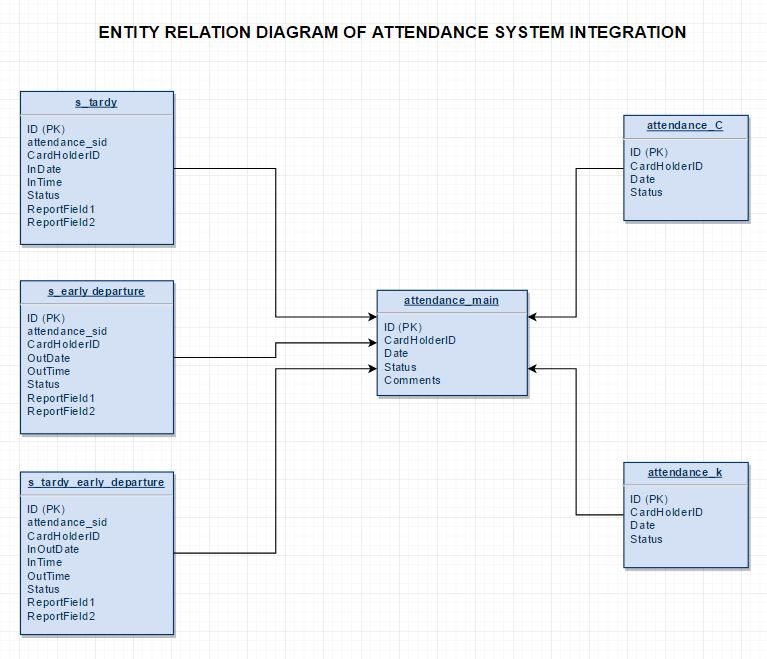 ENTITY RELATION DIAGRAM OF ATTENDANCE SYSTEM INTEGRATION
s_tardy
ID (PK)
attendance_sid
CardHolderID
InDate
InTime
Status
ReportField1
ReportField2
s_early departure
ID (PK)
attendance_sid
CardHolderID
OutDate
OutTime
Status
ReportField1
ReportField2
s_tardy_early_departure
ID (PK)
attendance_sid
CardHolderID
InOutDate
InTime
OutTime
Status
ReportField1
ReportField2
attendance_main
ID (PK)
CardHolderID
Date
Status
Comments
attendance_C
ID (PK)
CardHolderID
Date
Status
attendance_k
ID (PK)
CardHolderID
Date
Status